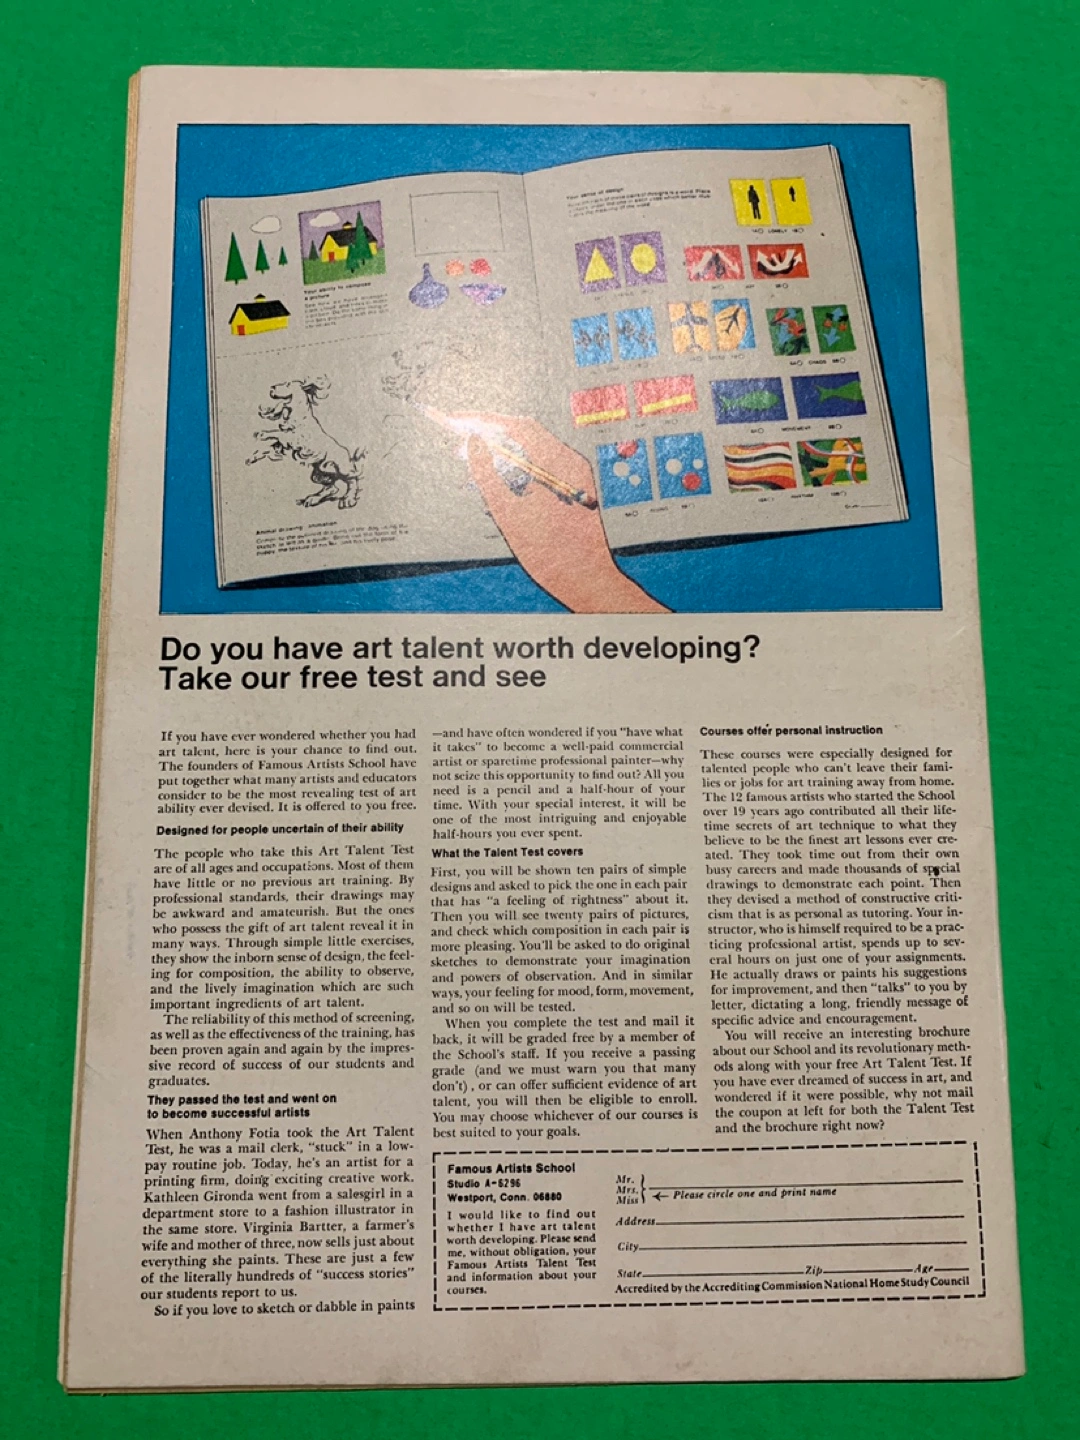 Your sense of design
LONELY
CHAOS
MOVEMENT
Your ability to compose
a picture
Animal drawing animation
Do you have art talent worth developing?
Take our free test and see
If you have ever wondered whether you had
art talent, here is your chance to find out.
The founders of Famous Artists School have
put together what many artists and educators
consider to be the most revealing test of art
ability ever devised. It is offered to you free.
Designed for people uncertain of their ability
The people who take this Art Talent Test
are of all ages and occupations. Most of them
have little or no previous art training. By
professional standards, their drawings may
be awkward and amateurish. But the ones
who possess the gift of art talent reveal it in
many ways. Through simple little exercises,
they show the inborn sense of design, the feel-
ing for composition, the ability to observe,
and the lively imagination which are such
important ingredients of art talent.
The reliability of this method of screening,
as well as the effectiveness of the training, has
been proven again and again by the impres-
sive record of success of our students and
graduates.
They passed the test and went on
to become successful artists
When Anthony Fotia took the Art Talent
Test, he was a mail clerk, "stuck" in a low-
pay routine job. Today, he's an artist for a
printing firm, doing exciting creative work.
Kathleen Gironda went from a salesgirl in a
department store to a fashion illustrator in
the same store. Virginia Bartter, a farmer's
wife and mother of three, now sells just about
everything she paints. These are just a few
of the literally hundreds of "success stories"
our students report to us.
So if you love to sketch or dabble in paints
—and have often wondered if you "have what
it takes" to become a well-paid commercial
artist or sparetime professional painter—why
not seize this opportunity to find out? All you
need is a pencil and a half-hour of your
time. With your special interest, it will be
one of the most intriguing and enjoyable
half-hours you ever spent.
What the Talent Test covers
First, you will be shown ten pairs of simple
designs and asked to pick the one in each pair
that has "a feeling of rightness" about it.
Then you will see twenty pairs of pictures,
and check which composition in each pair is
more pleasing. You'll be asked to do original
sketches to demonstrate your imagination
and powers of observation. And in similar
ways, your feeling for mood, form, movement,
and so on will be tested.
When you complete the test and mail it
back, it will be graded free by a member of
the School's staff. If you receive a passing
grade (and we must warn you that many
don't), or can offer sufficient evidence of art
talent, you will then be eligible to enroll.
You may choose whichever of our courses is
best suited to your goals.
Courses offer personal instruction
These courses were especially designed for
talented people who can't leave their fami-
lies or jobs for art training away from home.
The 12 famous artists who started the School
over 19 years ago contributed all their life-
time secrets of art technique to what they
believe to be the finest art lessons ever cre-
ated. They took time out from their own
busy careers and made thousands of special
drawings to demonstrate each point. Then
they devised a method of constructive criti-
cism that is as personal as tutoring. Your in-
structor, who is himself required to be a prac-
ticing professional artist, spends up to sev-
eral hours on just one of your assignments.
He actually draws or paints his suggestions
for improvement, and then "talks" to you by
letter, dictating a long, friendly message of
specific advice and encouragement.
You will receive an interesting brochure
about our School and its revolutionary meth-
ods along with your free Art Talent Test. If
you have ever dreamed of success in art, and
wondered if it were possible, why not mail
the coupon at left for both the Talent Test
and the brochure right now?
Famous Artists School
Studio A-6296
Westport, Conn. 06880
I would like to find out
whether I have art talent
worth developing. Please send
me, without obligation, your
Famous Artists Talent Test
and information about your
courses.
Mr.
Mrs.
Miss
← Please circle one and print name
Address
City
State Zip Age
Accredited by the Accrediting Commission National Home Study Council